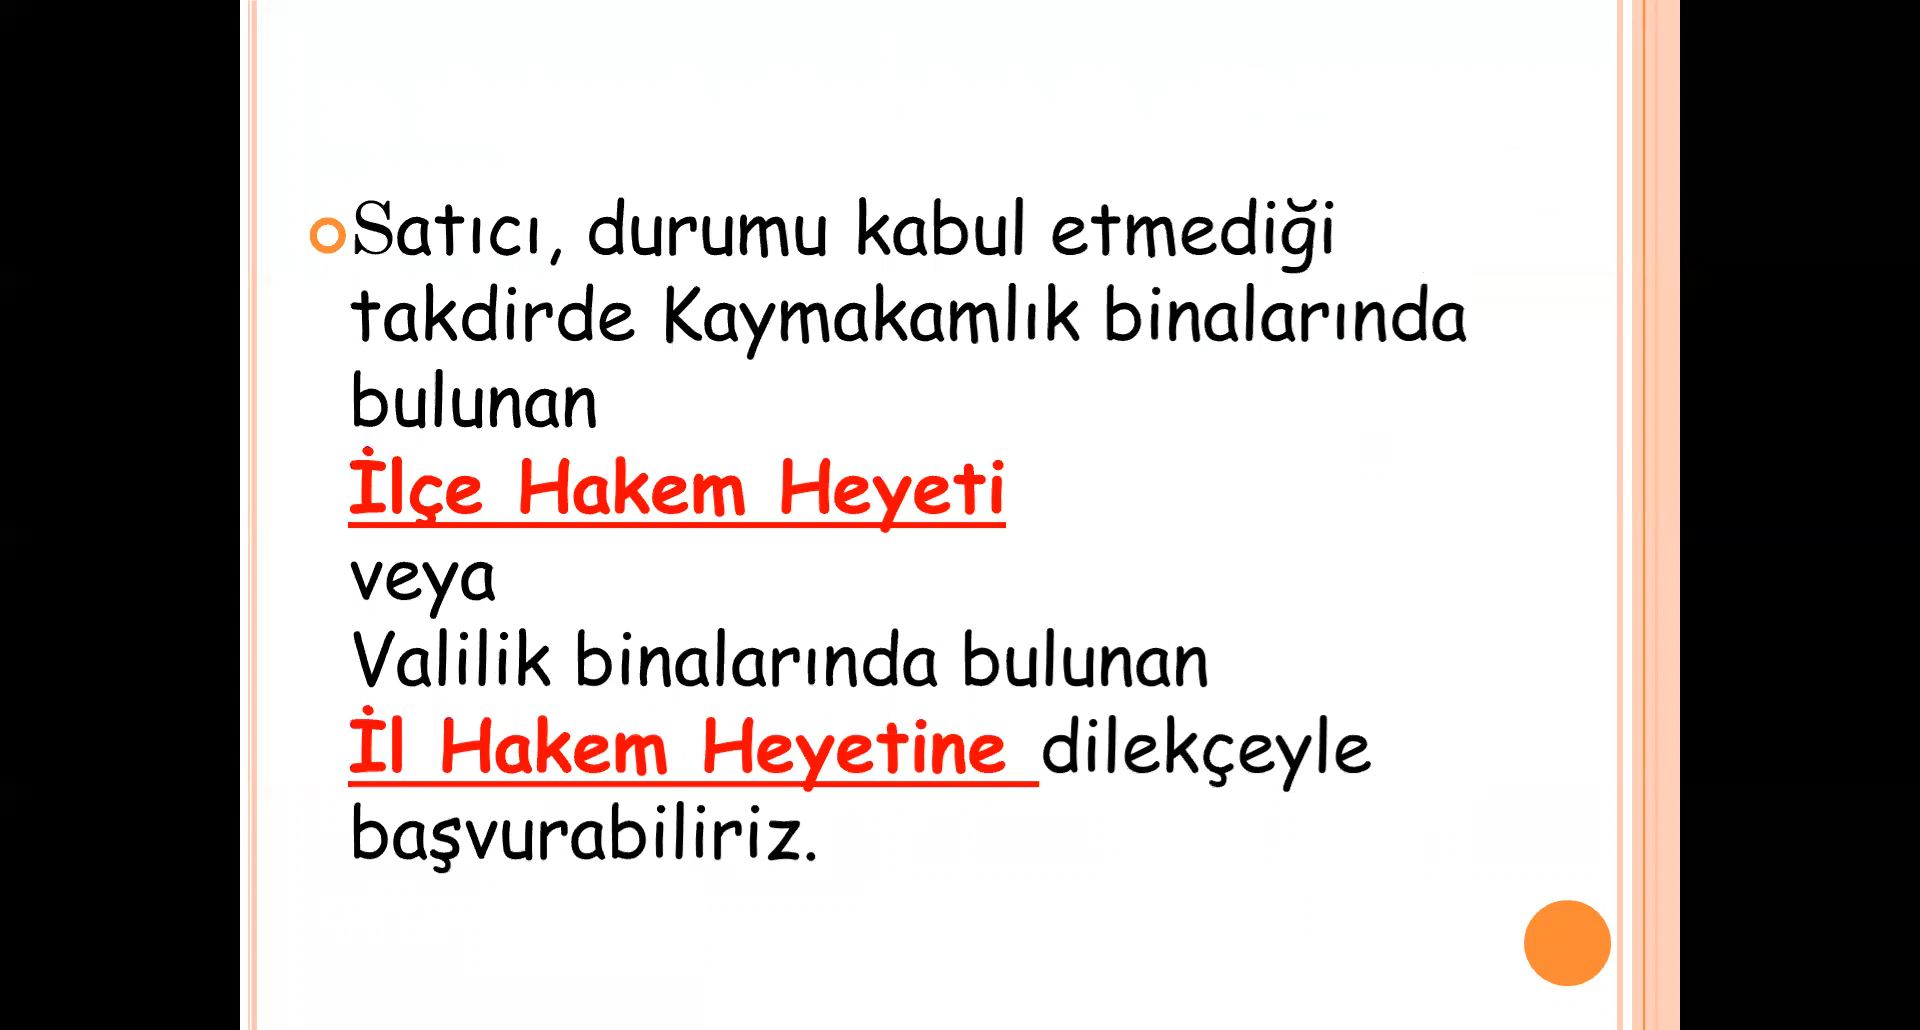 Satıcı, durumu kabul etmediği
takdirde Kaymakamlık binalarında
bulunan
İlçe Hakem Heyeti
veya
Valilik binalarında bulunan
İl Hakem Heyetine dilekçeyle
başvurabiliriz.